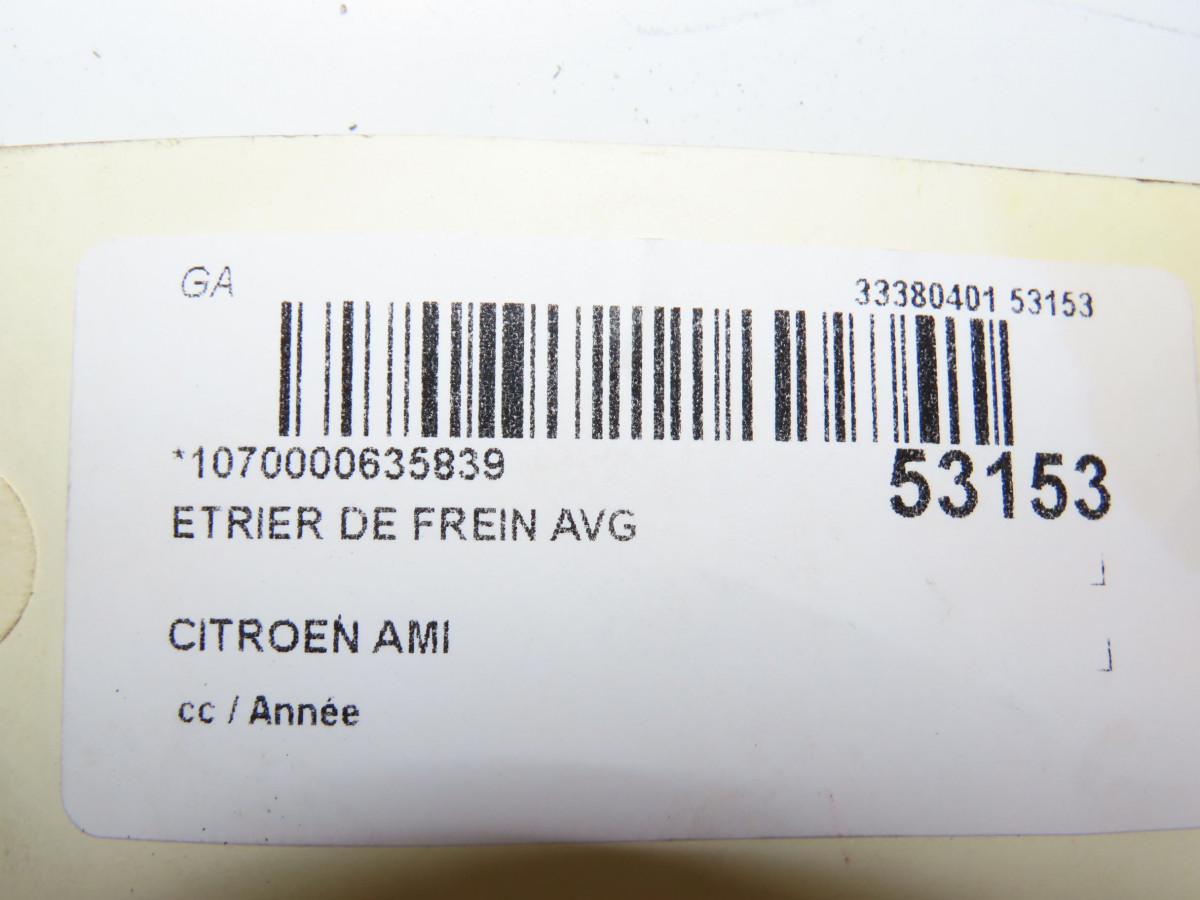 GA
33380401 53153
*1070000635839
53153
ETRIER DE FREIN AVG
CITROEN AMI
cc / Année